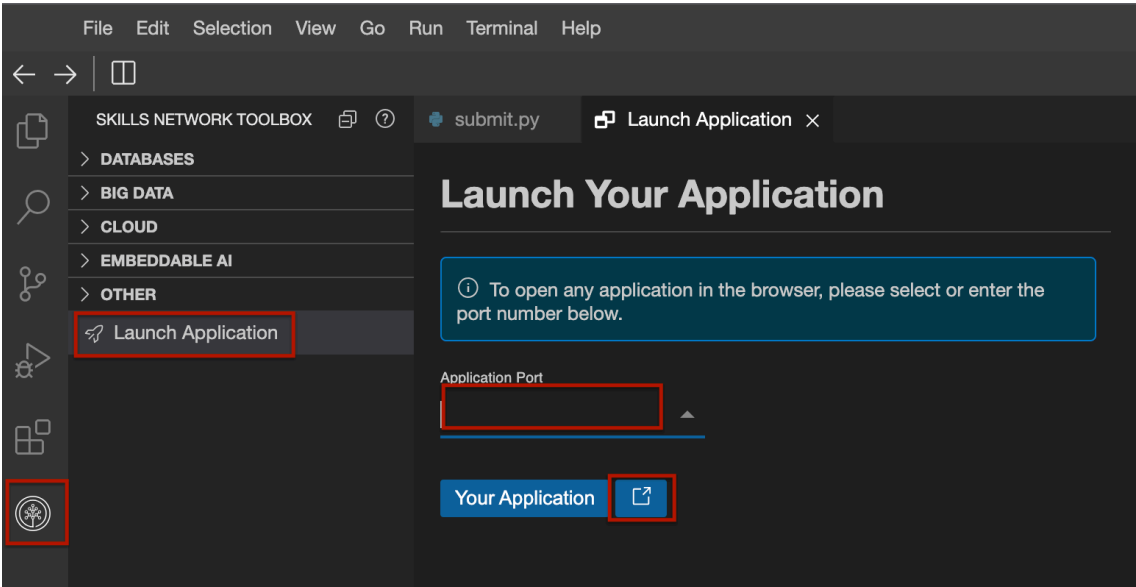 File Edit Selection View Go Run Terminal Help
SKILLS NETWORK TOOLBOX
DATABASES
BIG DATA
CLOUD
EMBEDDABLE AI
OTHER
Launch Application
submit.py
Launch Application
Launch Your Application
To open any application in the browser, please select or enter the
port number below.
Application Port
Your Application